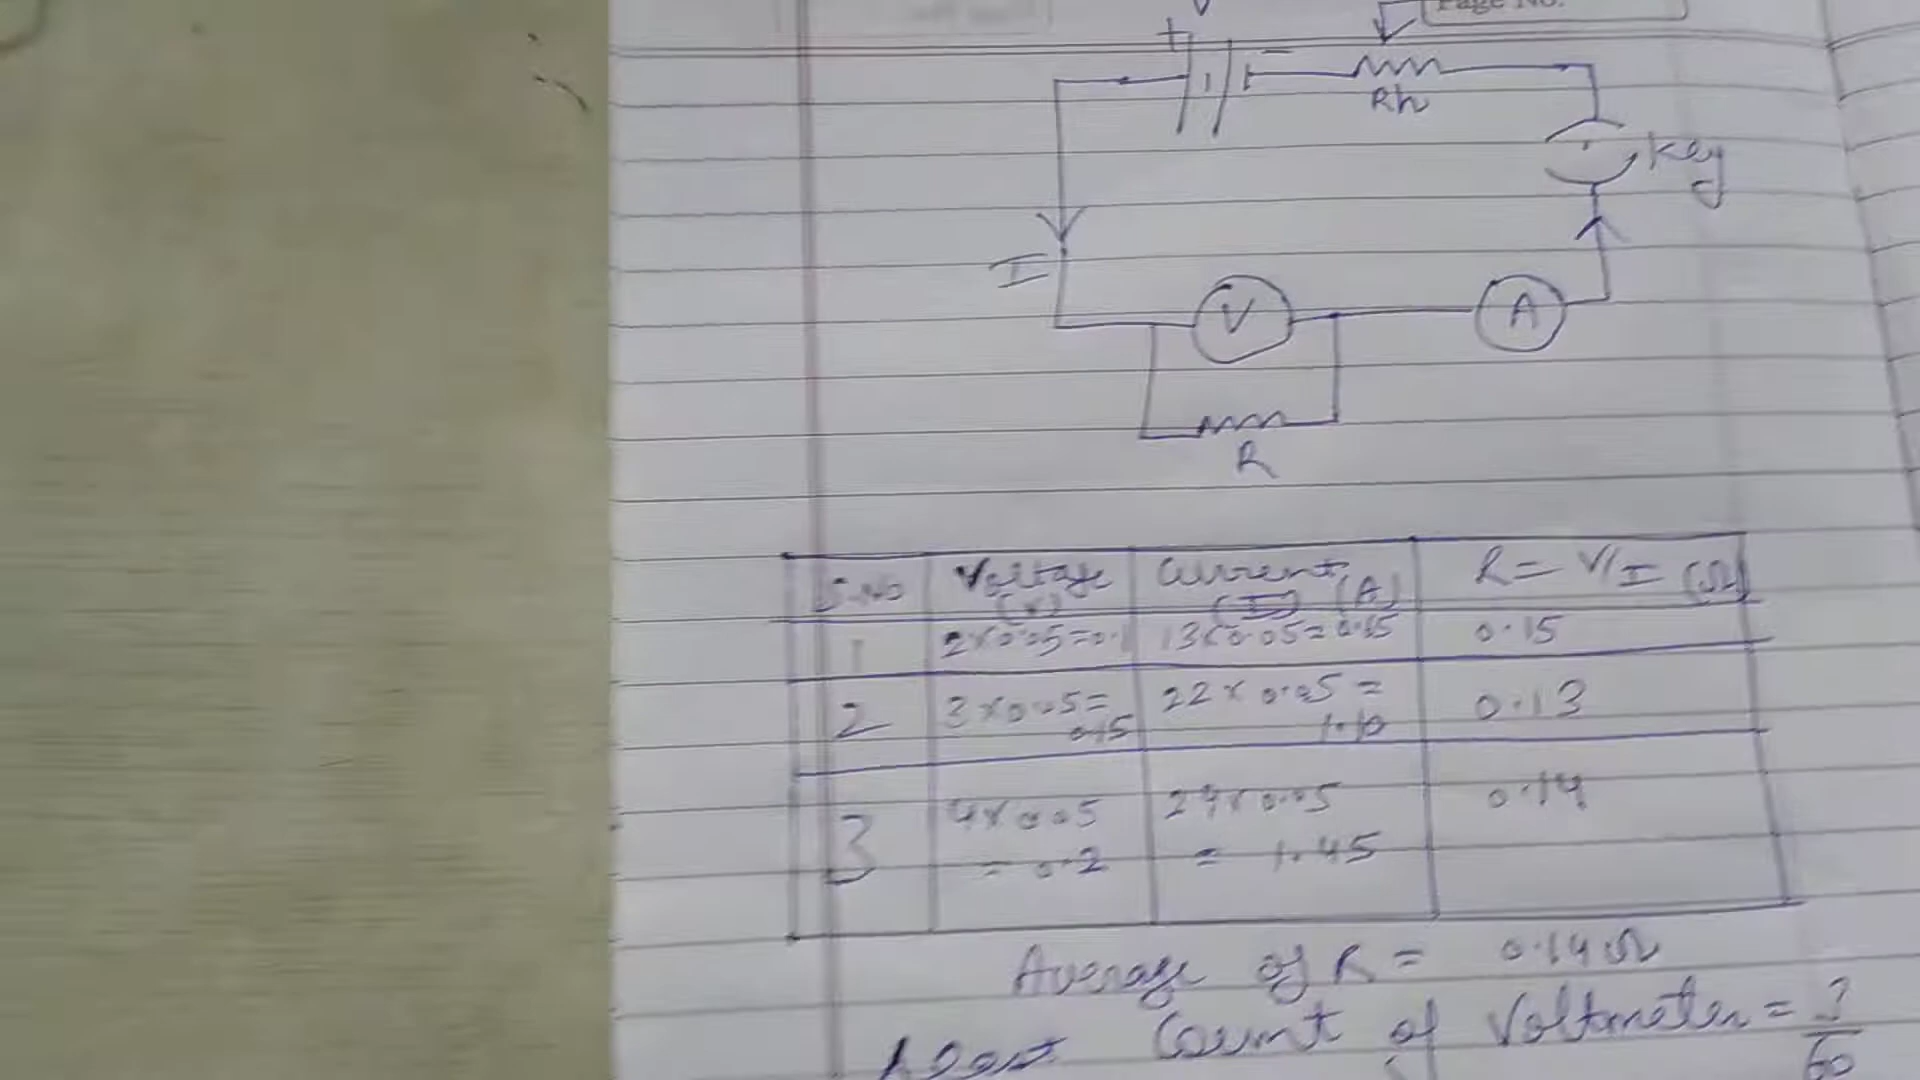 Page No.
+ −
Rh
Key
I
V
A
R
S.No Voltage (V) Current (I) (A) R = V/I (Ω)
1 2×0.05=0.1 13×0.05=0.65 0.15
2 3×0.05= 0.15 22×0.05= 1.10 0.13
3 4×0.05 = 0.2 29×0.05 = 1.45 0.14
Average of R = 0.14 Ω
Least Count of Voltmeter = 3/60